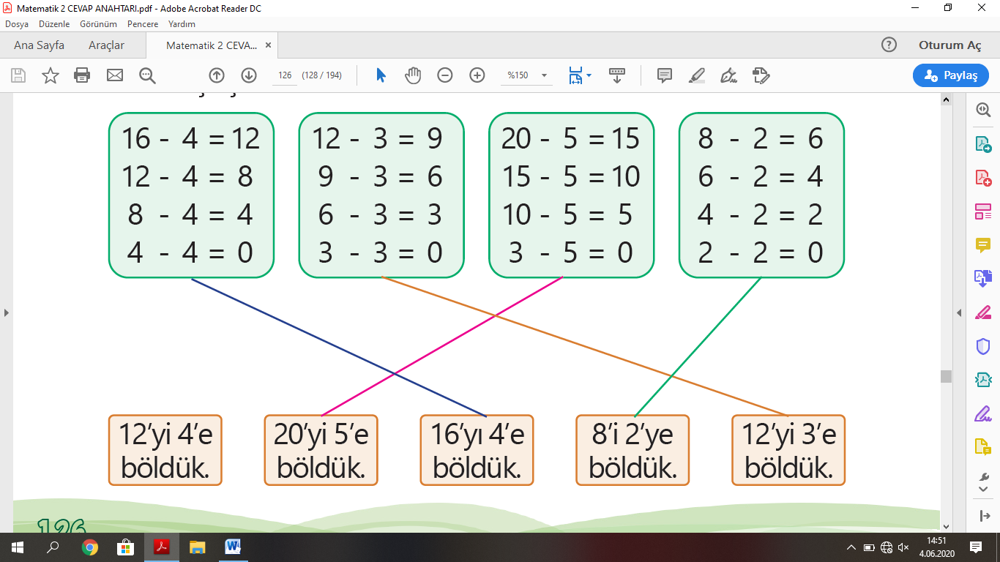 Matematik 2 CEVAP ANAHTARI.pdf - Adobe Acrobat Reader DC
Dosya Düzenle Görünüm Pencere Yardım
Ana Sayfa Araçlar Matematik 2 CEVA... × Oturum Aç
126 (128 / 194) %150 Paylaş
16 - 4 = 12
12 - 4 = 8
8 - 4 = 4
4 - 4 = 0
12 - 3 = 9
9 - 3 = 6
6 - 3 = 3
3 - 3 = 0
20 - 5 = 15
15 - 5 = 10
10 - 5 = 5
3 - 5 = 0
8 - 2 = 6
6 - 2 = 4
4 - 2 = 2
2 - 2 = 0
12'yi 4'e
böldük.
20'yi 5'e
böldük.
16'yı 4'e
böldük.
8'i 2'ye
böldük.
12'yi 3'e
böldük.
126
14:51
4.06.2020